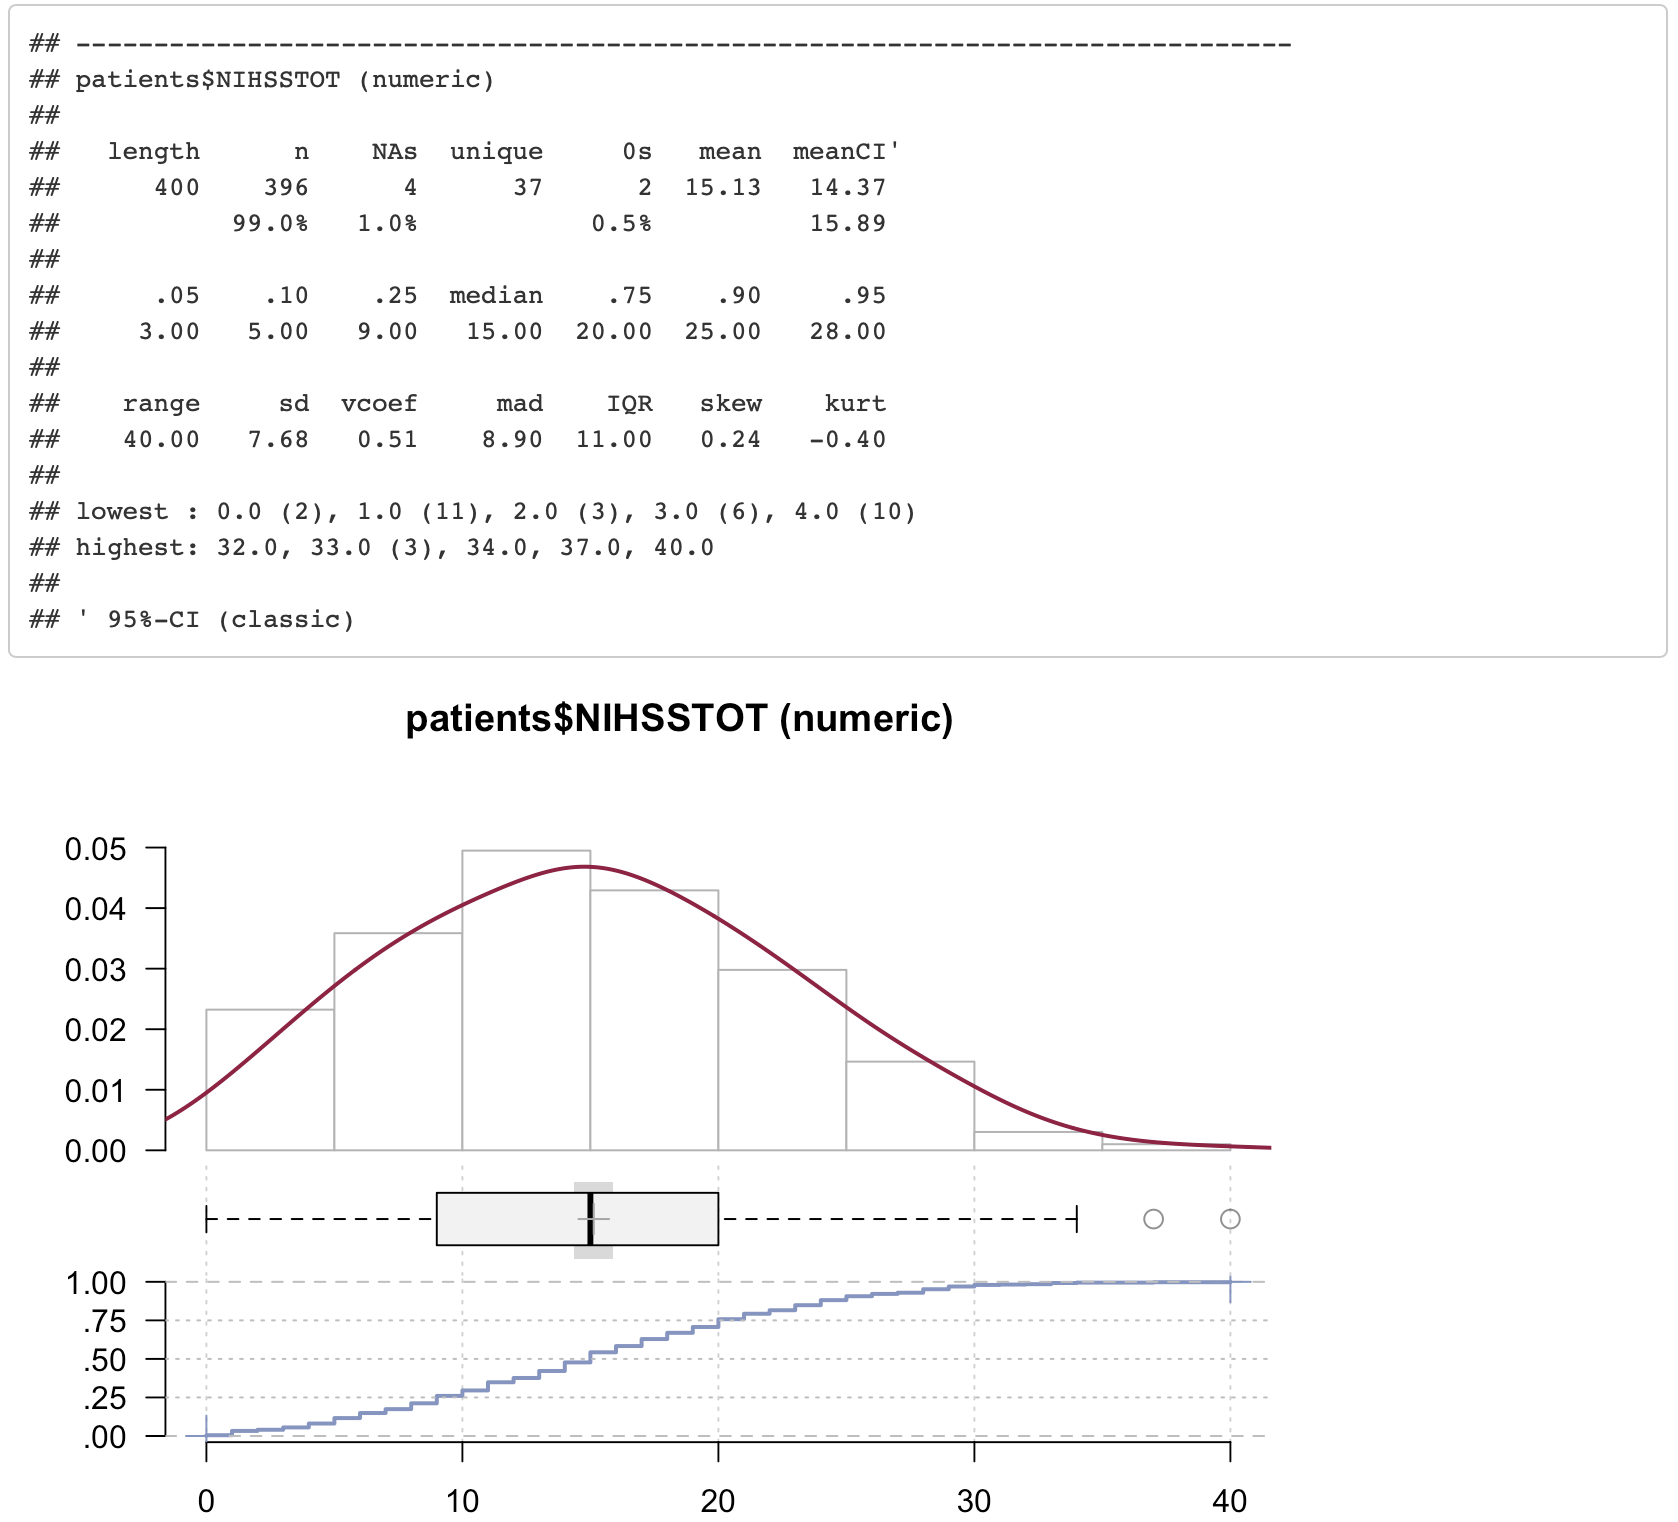 ## ------------------------------------------------------------------------------
## patients$NIHSSTOT (numeric)
##
##   length      n    NAs  unique     0s   mean  meanCI'
##      400    396      4      37      2  15.13   14.37
##           99.0%   1.0%           0.5%          15.89
##
##      .05    .10    .25  median    .75    .90     .95
##     3.00   5.00   9.00   15.00  20.00  25.00   28.00
##
##    range     sd  vcoef     mad    IQR   skew    kurt
##    40.00   7.68   0.51    8.90  11.00   0.24   -0.40
##
## lowest : 0.0 (2), 1.0 (11), 2.0 (3), 3.0 (6), 4.0 (10)
## highest: 32.0, 33.0 (3), 34.0, 37.0, 40.0
##
## ' 95%-CI (classic)
patients$NIHSSTOT (numeric)
0.05
0.04
0.03
0.02
0.01
0.00
1.00
.75
.50
.25
.00
0 10 20 30 40